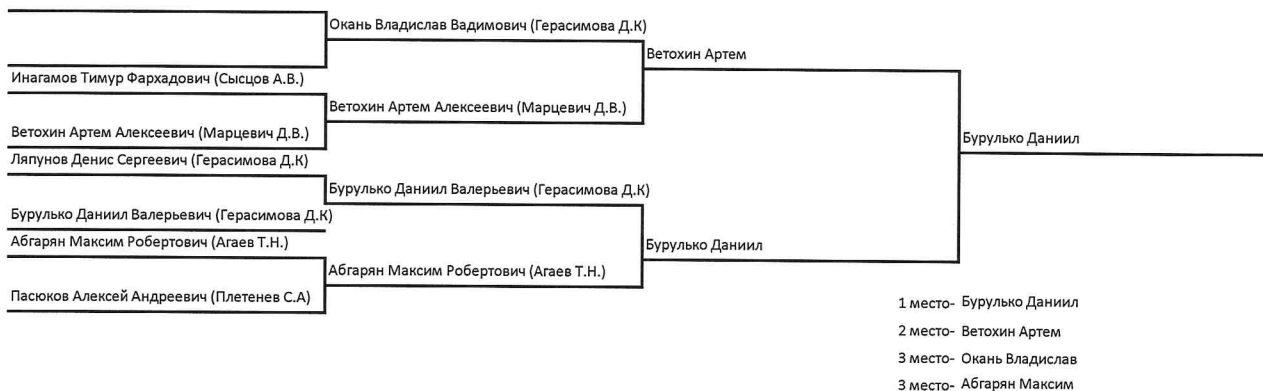 Окань Владислав Вадимович (Герасимова Д.К)
Ветохин Артем
Инагамов Тимур Фархадович (Сысцов А.В.)
Ветохин Артем Алексеевич (Марцевич Д.В.)
Ветохин Артем Алексеевич (Марцевич Д.В.)
Бурулько Даниил
Ляпунов Денис Сергеевич (Герасимова Д.К)
Бурулько Даниил Валерьевич (Герасимова Д.К)
Бурулько Даниил Валерьевич (Герасимова Д.К)
Абгарян Максим Робертович (Агаев Т.Н.)
Бурулько Даниил
Абгарян Максим Робертович (Агаев Т.Н.)
Пасюков Алексей Андреевич (Плетенев С.А)
1 место- Бурулько Даниил
2 место- Ветохин Артем
3 место- Окань Владислав
3 место- Абгарян Максим